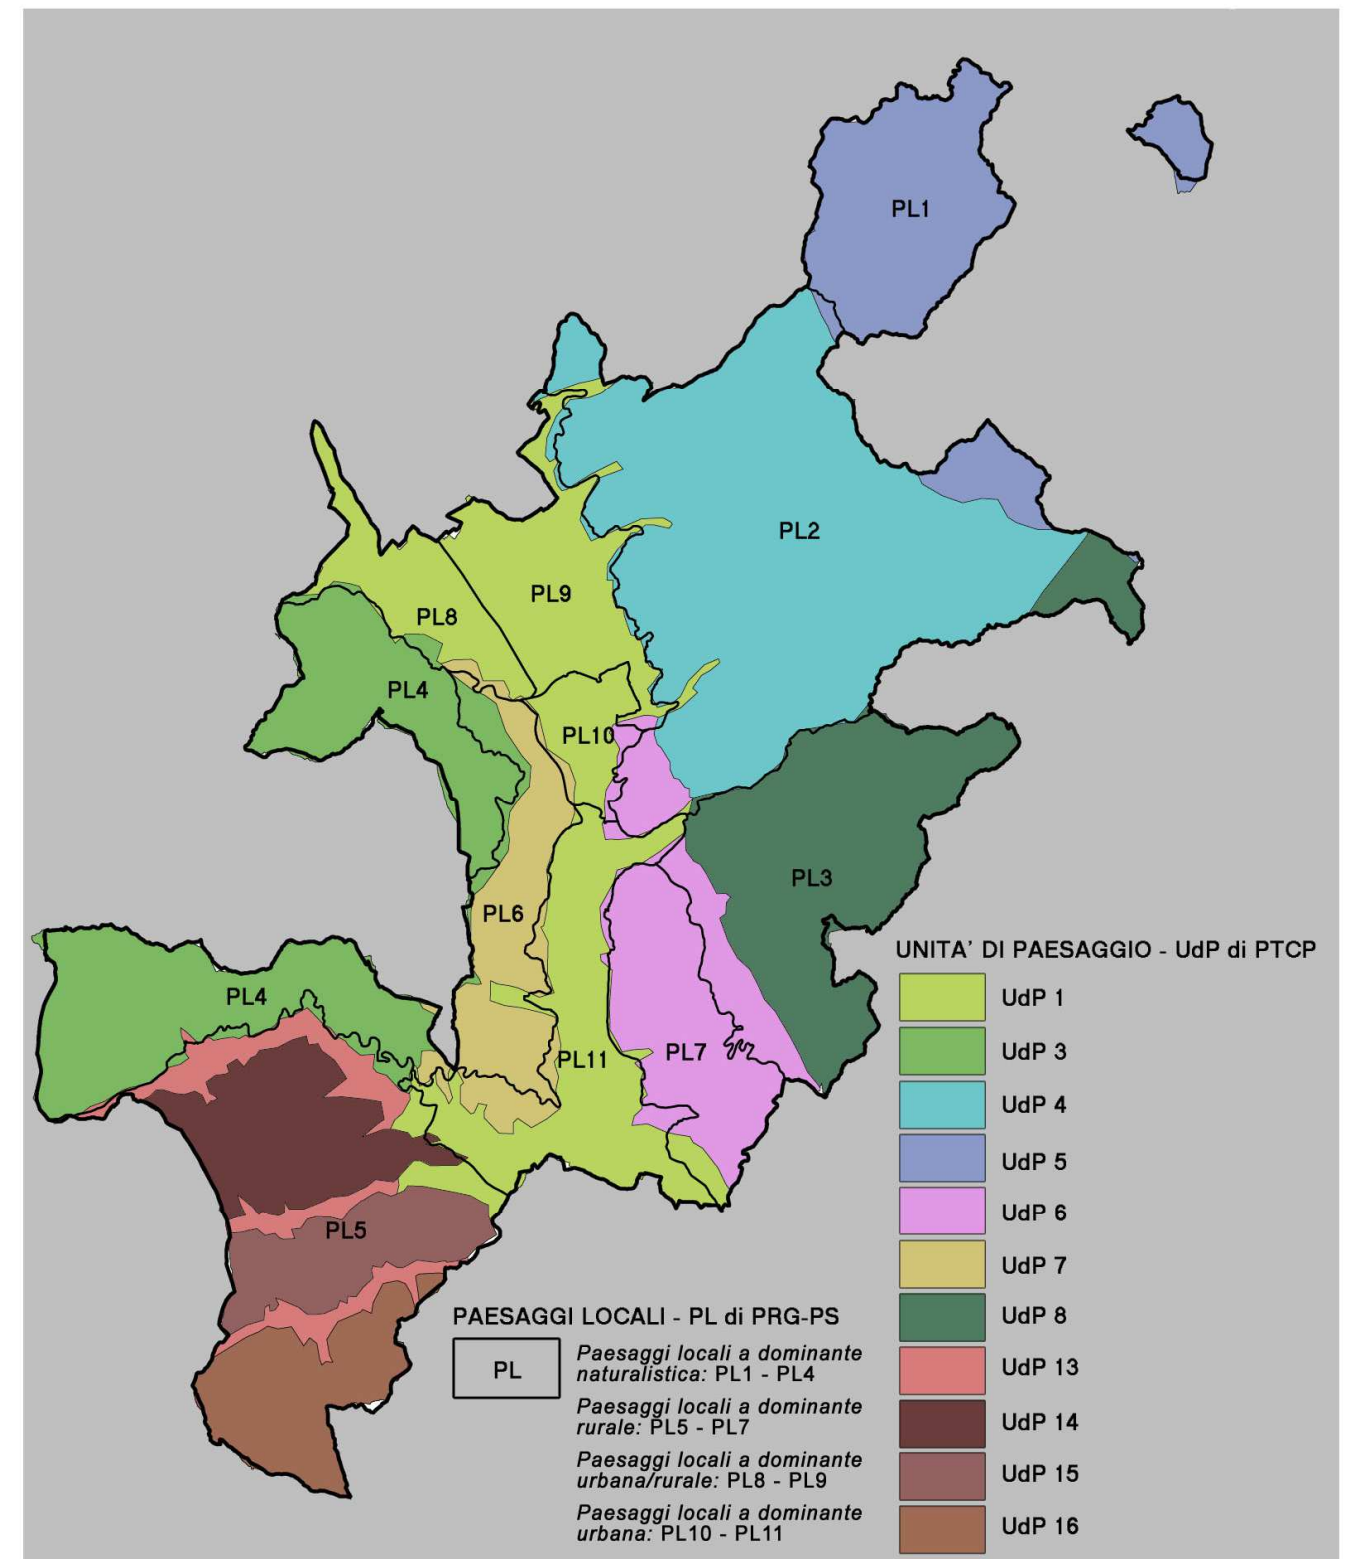 PL1
PL2
PL9
PL8
PL4
PL10
PL3
PL6
PL4
PL7
PL11
PL5
UNITA' DI PAESAGGIO - UdP di PTCP
UdP 1
UdP 3
UdP 4
UdP 5
UdP 6
UdP 7
UdP 8
UdP 13
UdP 14
UdP 15
UdP 16
PAESAGGI LOCALI - PL di PRG-PS
PL
Paesaggi locali a dominante
naturalistica: PL1 - PL4
Paesaggi locali a dominante
rurale: PL5 - PL7
Paesaggi locali a dominante
urbana/rurale: PL8 - PL9
Paesaggi locali a dominante
urbana: PL10 - PL11